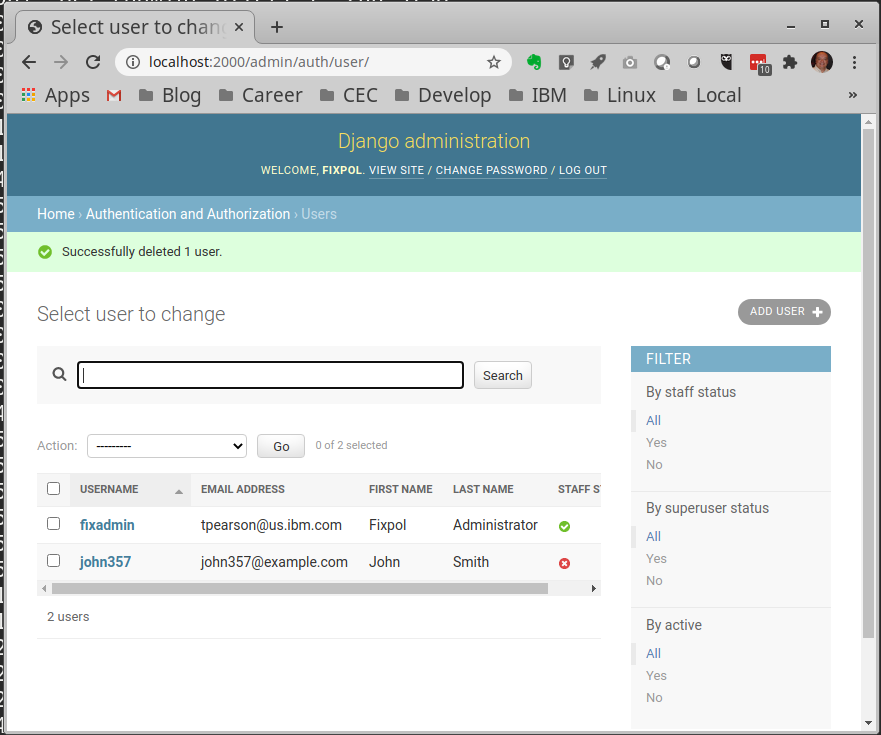 Select user to chan
localhost:2000/admin/auth/user/
10
Apps Blog Career CEC Develop IBM Linux Local »
Django administration
WELCOME, FIXPOL. VIEW SITE / CHANGE PASSWORD / LOG OUT
Home › Authentication and Authorization › Users
Successfully deleted 1 user.
Select user to change
ADD USER
Search
Action: --------- Go 0 of 2 selected
USERNAME EMAIL ADDRESS FIRST NAME LAST NAME STAFF S
fixadmin tpearson@us.ibm.com Fixpol Administrator
john357 john357@example.com John Smith
2 users
FILTER
By staff status
All
Yes
No
By superuser status
All
Yes
No
By active
All
Yes
No